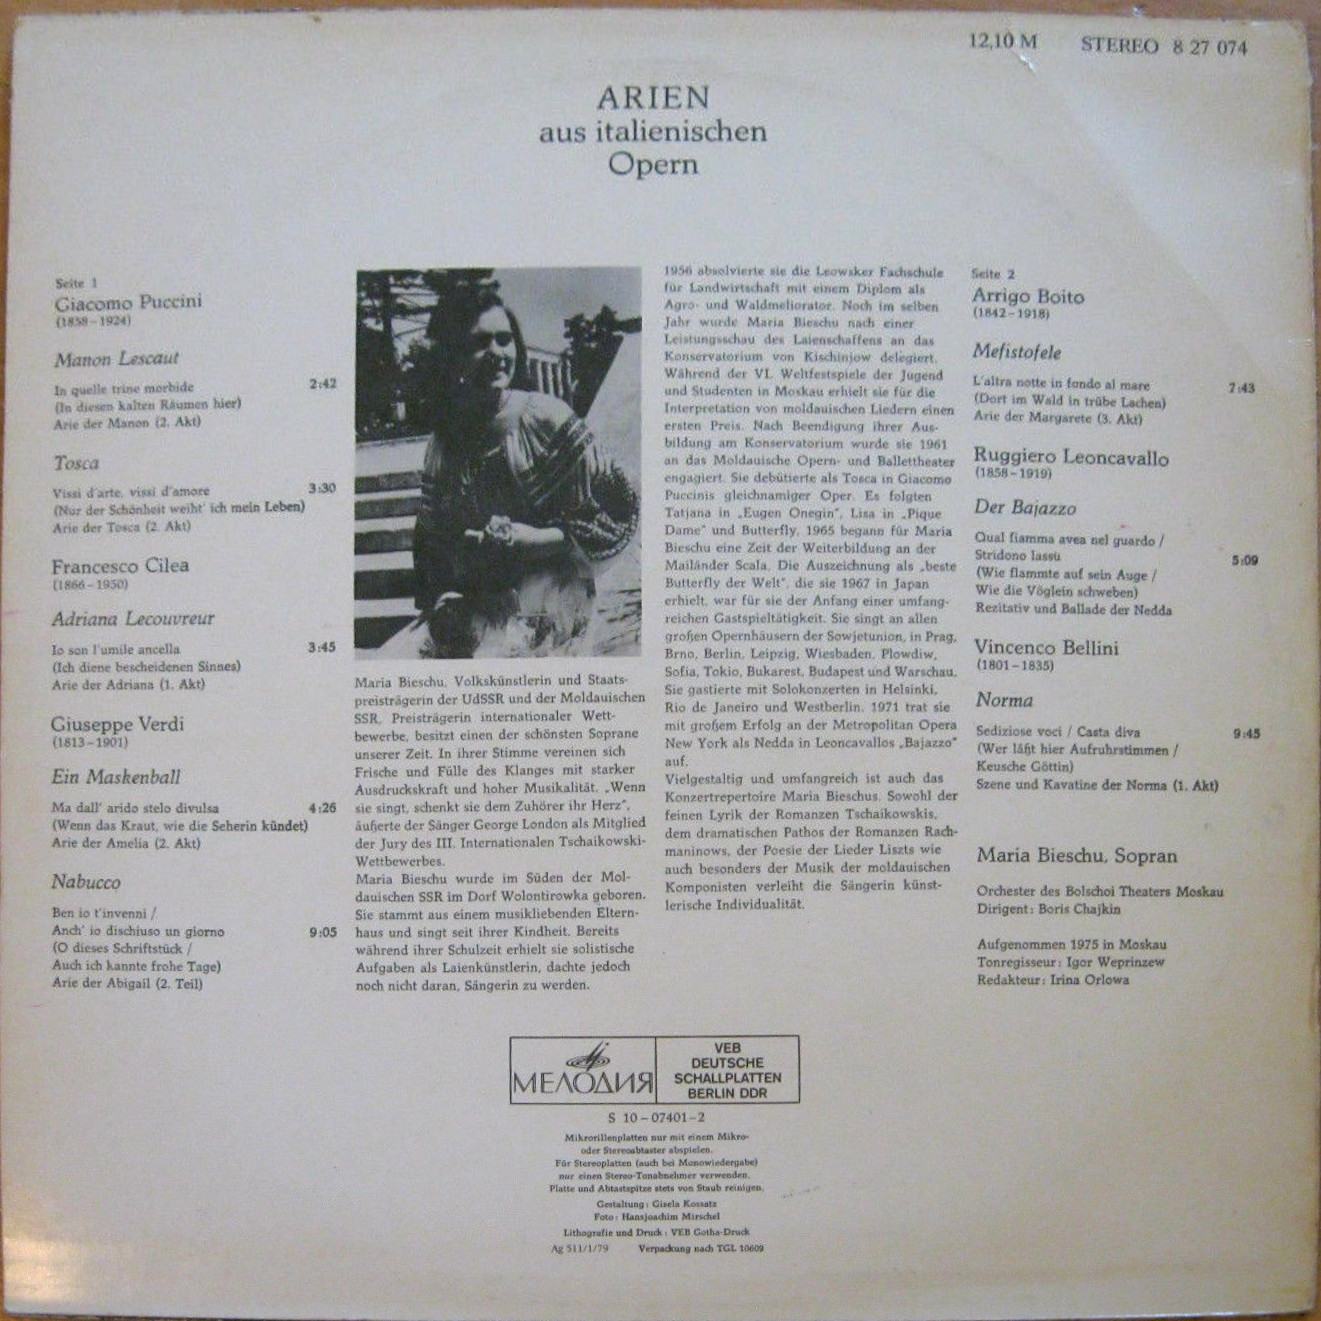 12,10 M STEREO 8 27 074
ARIEN
aus italienischen
Opern
Seite 1
Giacomo Puccini
(1858–1924)
Manon Lescaut
In quelle trine morbide 2:42
(In diesen kalten Räumen hier)
Arie der Manon (2. Akt)
Tosca
Vissi d'arte, vissi d'amore 3:30
(Nur der Schönheit weiht' ich mein Leben)
Arie der Tosca (2. Akt)
Francesco Cilea
(1866–1950)
Adriana Lecouvreur
Io son l'umile ancella 3:45
(Ich diene bescheidenen Sinnes)
Arie der Adriana (1. Akt)
Giuseppe Verdi
(1813–1901)
Ein Maskenball
Ma dall' arido stelo divulsa 4:26
(Wenn das Kraut, wie die Seherin kündet)
Arie der Amelia (2. Akt)
Nabucco
Ben io t'invenni /
Anch' io dischiuso un giorno 9:05
(O dieses Schriftstück /
Auch ich kannte frohe Tage)
Arie der Abigail (2. Teil)
Maria Bieschu, Volkskünstlerin und Staats-
preisträgerin der UdSSR und der Moldauischen
SSR, Preisträgerin internationaler Wett-
bewerbe, besitzt einen der schönsten Soprane
unserer Zeit. In ihrer Stimme vereinen sich
Frische und Fülle des Klanges mit starker
Ausdruckskraft und hoher Musikalität. „Wenn
sie singt, schenkt sie dem Zuhörer ihr Herz",
äußerte der Sänger George London als Mitglied
der Jury des III. Internationalen Tschaikowski-
Wettbewerbes.
Maria Bieschu wurde im Süden der Mol-
dauischen SSR im Dorf Wolontirowka geboren.
Sie stammt aus einem musikliebenden Eltern-
haus und singt seit ihrer Kindheit. Bereits
während ihrer Schulzeit erhielt sie solistische
Aufgaben als Laienkünstlerin, dachte jedoch
noch nicht daran, Sängerin zu werden.
1956 absolvierte sie die Leowsker Fachschule
für Landwirtschaft mit einem Diplom als
Agro- und Waldmeliorator. Noch im selben
Jahr wurde Maria Bieschu nach einer
Leistungsschau des Laienschaffens an das
Konservatorium von Kischinjow delegiert.
Während der VI. Weltfestspiele der Jugend
und Studenten in Moskau erhielt sie für die
Interpretation von moldauischen Liedern einen
ersten Preis. Nach Beendigung ihrer Aus-
bildung am Konservatorium wurde sie 1961
an das Moldauische Opern- und Ballettheater
engagiert. Sie debütierte als Tosca in Giacomo
Puccinis gleichnamiger Oper. Es folgten
Tatjana in „Eugen Onegin", Lisa in „Pique
Dame" und Butterfly. 1965 begann für Maria
Bieschu eine Zeit der Weiterbildung an der
Mailänder Scala. Die Auszeichnung als „beste
Butterfly der Welt", die sie 1967 in Japan
erhielt, war für sie der Anfang einer umfang-
reichen Gastspieltätigkeit. Sie singt an allen
großen Opernhäusern der Sowjetunion, in Prag,
Brno, Berlin, Leipzig, Wiesbaden, Plowdiw,
Sofia, Tokio, Bukarest, Budapest und Warschau.
Sie gastierte mit Solokonzerten in Helsinki,
Rio de Janeiro und Westberlin. 1971 trat sie
mit großem Erfolg an der Metropolitan Opera
New York als Nedda in Leoncavallos „Bajazzo"
auf.
Vielgestaltig und umfangreich ist auch das
Konzertrepertoire Maria Bieschus. Sowohl der
feinen Lyrik der Romanzen Tschaikowskis,
dem dramatischen Pathos der Romanzen Rach-
maninows, der Poesie der Lieder Liszts wie
auch besonders der Musik der moldauischen
Komponisten verleiht die Sängerin künst-
lerische Individualität.
Seite 2
Arrigo Boito
(1842–1918)
Mefistofele
L'altra notte in fondo al mare 7:43
(Dort im Wald in trübe Lachen)
Arie der Margarete (3. Akt)
Ruggiero Leoncavallo
(1858–1919)
Der Bajazzo
Qual fiamma avea nel guardo /
Stridono lassù 5:09
(Wie flammte auf sein Auge /
Wie die Vöglein schweben)
Rezitativ und Ballade der Nedda
Vincenco Bellini
(1801–1835)
Norma
Sediziose voci / Casta diva 9:45
(Wer läßt hier Aufruhrstimmen /
Keusche Göttin)
Szene und Kavatine der Norma (1. Akt)
Maria Bieschu, Sopran
Orchester des Bolschoi Theaters Moskau
Dirigent: Boris Chajkin
Aufgenommen 1975 in Moskau
Tonregisseur: Igor Weprinzew
Redakteur: Irina Orlowa
МЕЛОДИЯ
VEB
DEUTSCHE
SCHALLPLATTEN
BERLIN DDR
S 10–07401–2
Mikrorillenplatten nur mit einem Mikro-
oder Stereoabtaster abspielen.
Für Stereoplatten (auch bei Monowiedergabe)
nur einen Stereo-Tonabnehmer verwenden.
Platte und Abtastspitze stets von Staub reinigen.
Gestaltung: Gisela Kossatz
Foto: Hansjoachim Mirschel
Lithografie und Druck: VEB Gotha-Druck
Ag 511/1/79 Verpackung nach TGL 10609